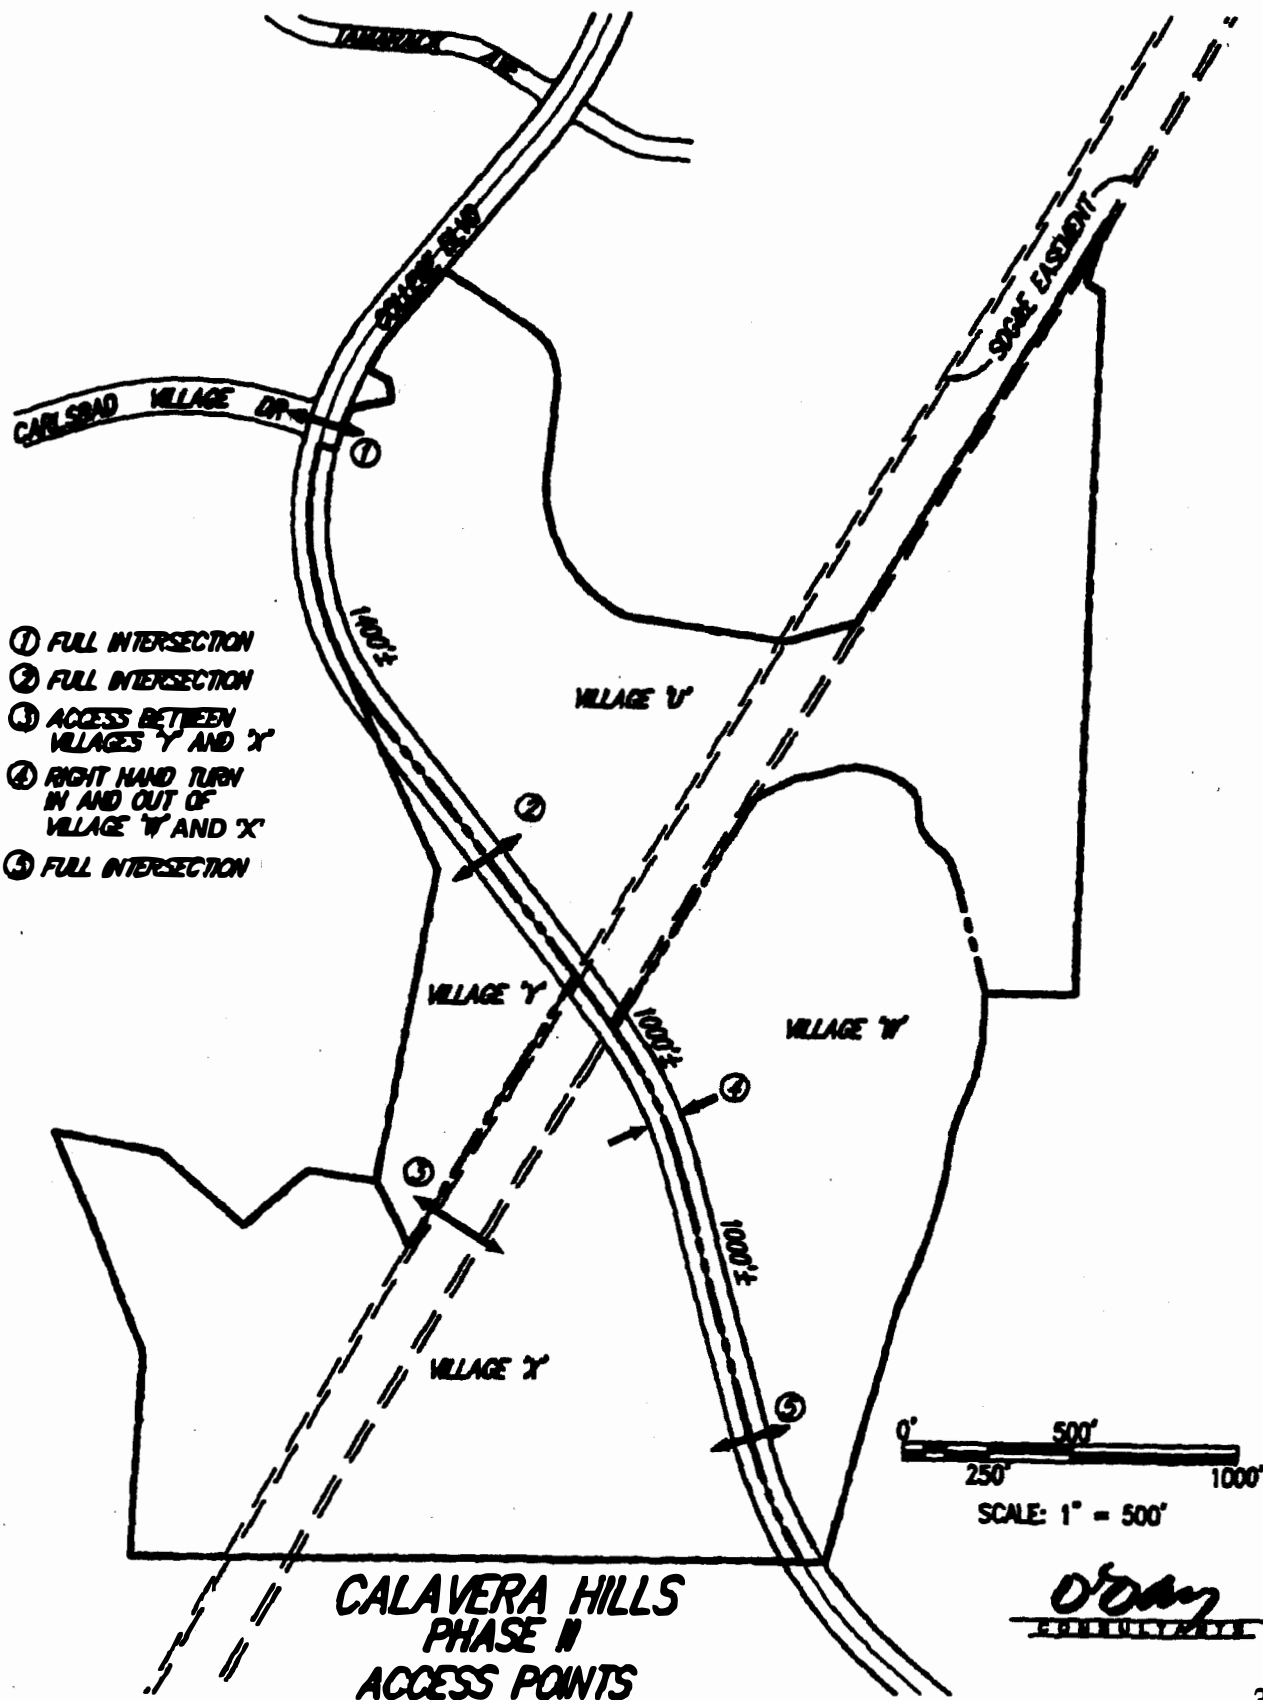 TAMARACK AVE
COLLEGE BLVD
SDG&E EASEMENT
CARLSBAD VILLAGE DR
1
1400'±
1 FULL INTERSECTION
2 FULL INTERSECTION
3 ACCESS BETWEEN
VILLAGES 'Y' AND 'X'
4 RIGHT HAND TURN
IN AND OUT OF
VILLAGE 'W' AND 'X'
5 FULL INTERSECTION
VILLAGE 'U'
2
VILLAGE 'Y'
1000'±
VILLAGE 'W'
4
3
1000'±
VILLAGE 'X'
5
0' 500'
250' 1000'
SCALE: 1" = 500'
CALAVERA HILLS
PHASE II
ACCESS POINTS
O'Day
CONSULTANTS